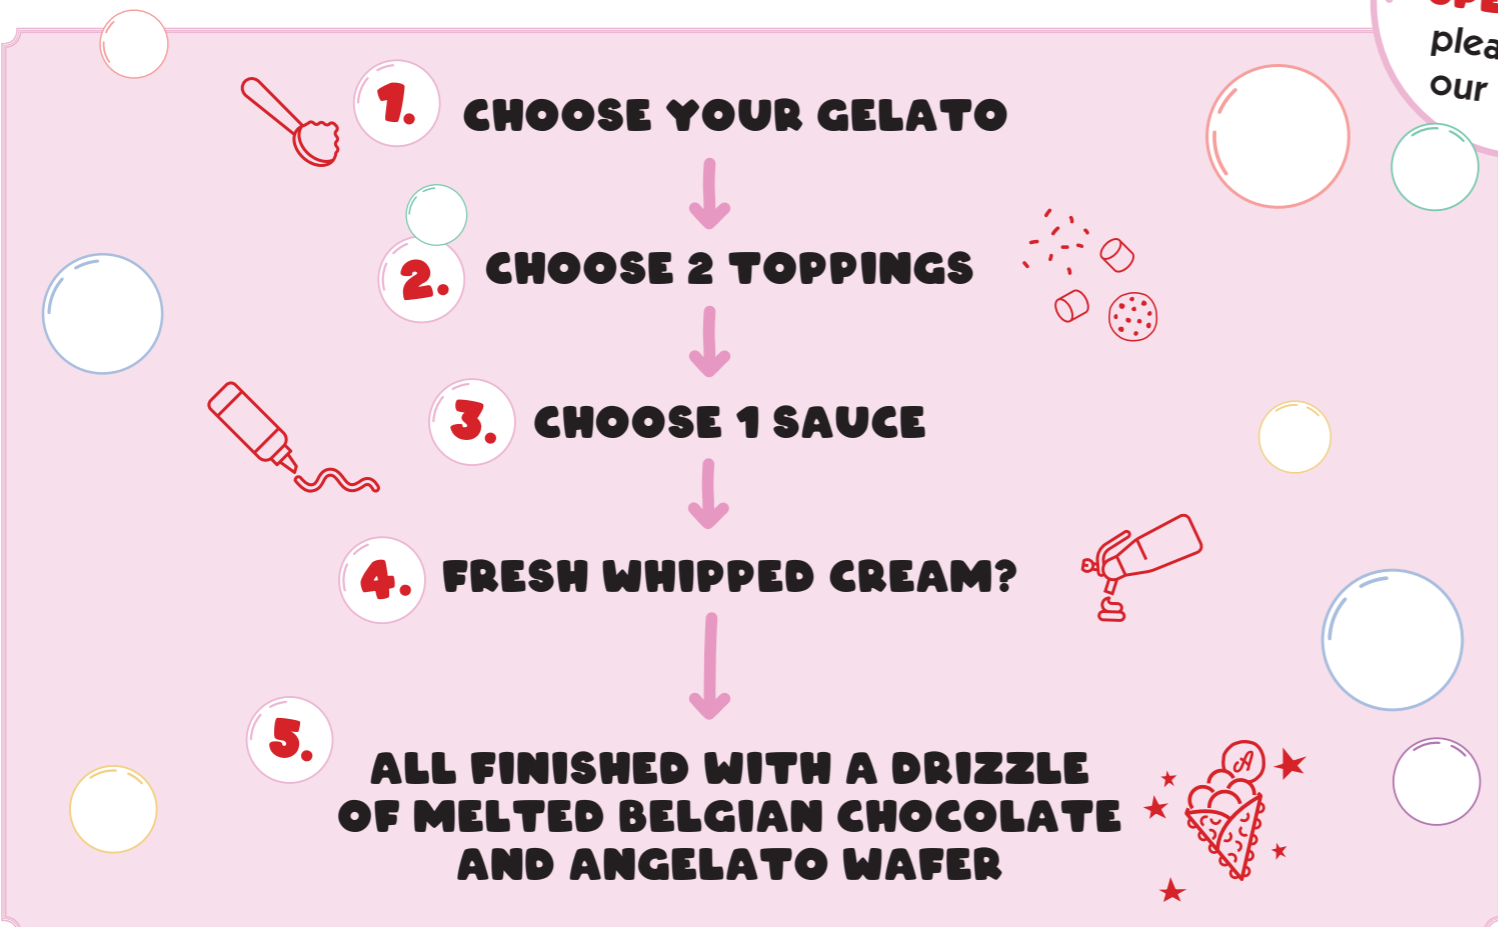 plea
our
1. CHOOSE YOUR GELATO
2. CHOOSE 2 TOPPINGS
3. CHOOSE 1 SAUCE
4. FRESH WHIPPED CREAM?
5. ALL FINISHED WITH A DRIZZLE
OF MELTED BELGIAN CHOCOLATE
AND ANGELATO WAFER
A